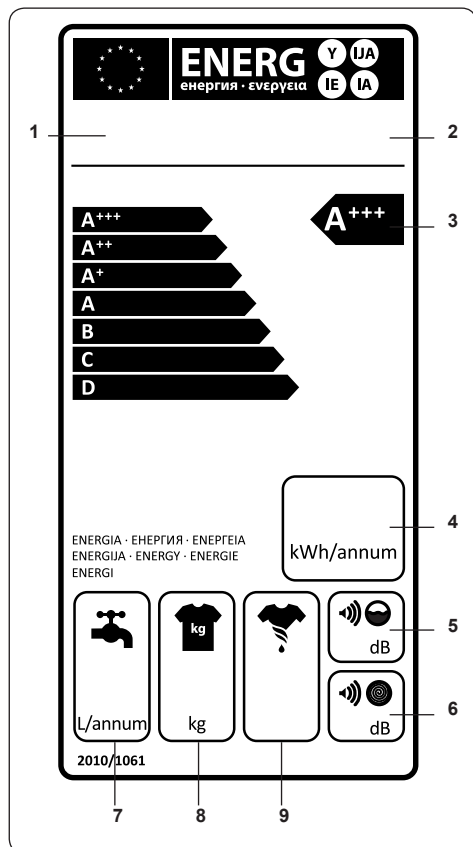 ENERG Y IJA
енергия · ενεργεια IE IA
1 2
A+++ 3
A+++
A++
A+
A
B
C
D
4
kWh/annum
ENERGIA · ЕНЕРГИЯ · ΕΝΕΡΓΕΙΑ
ENERGIJA · ENERGY · ENERGIE
ENERGI
5
dB
kg
6
L/annum kg dB
2010/1061
7 8 9